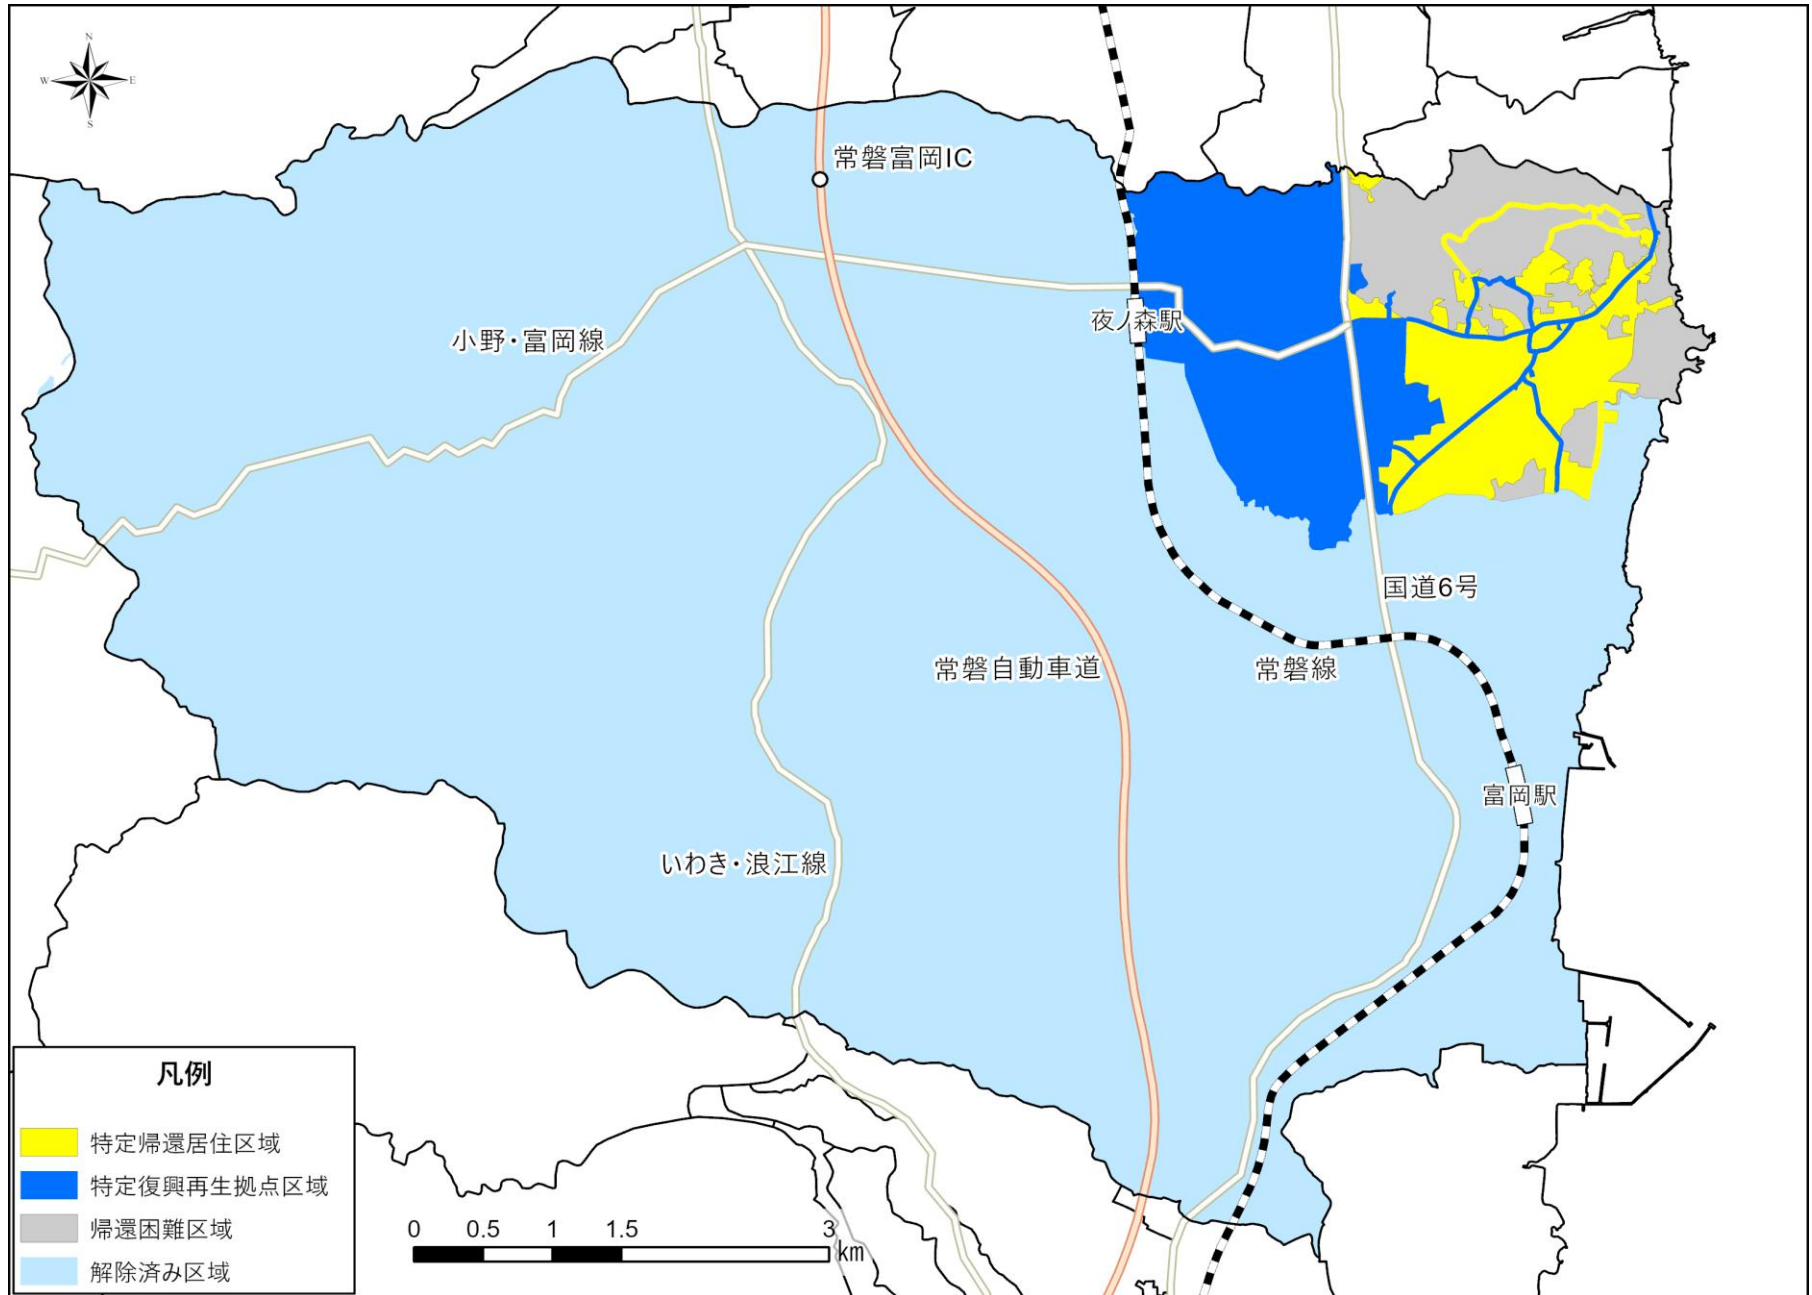 N
W
E
S
常磐富岡IC
夜ノ森駅
小野・富岡線
国道6号
常磐自動車道
常磐線
富岡駅
いわき・浪江線
凡例
特定帰還居住区域
特定復興再生拠点区域
帰還困難区域
解除済み区域
0 0.5 1 1.5 3
km